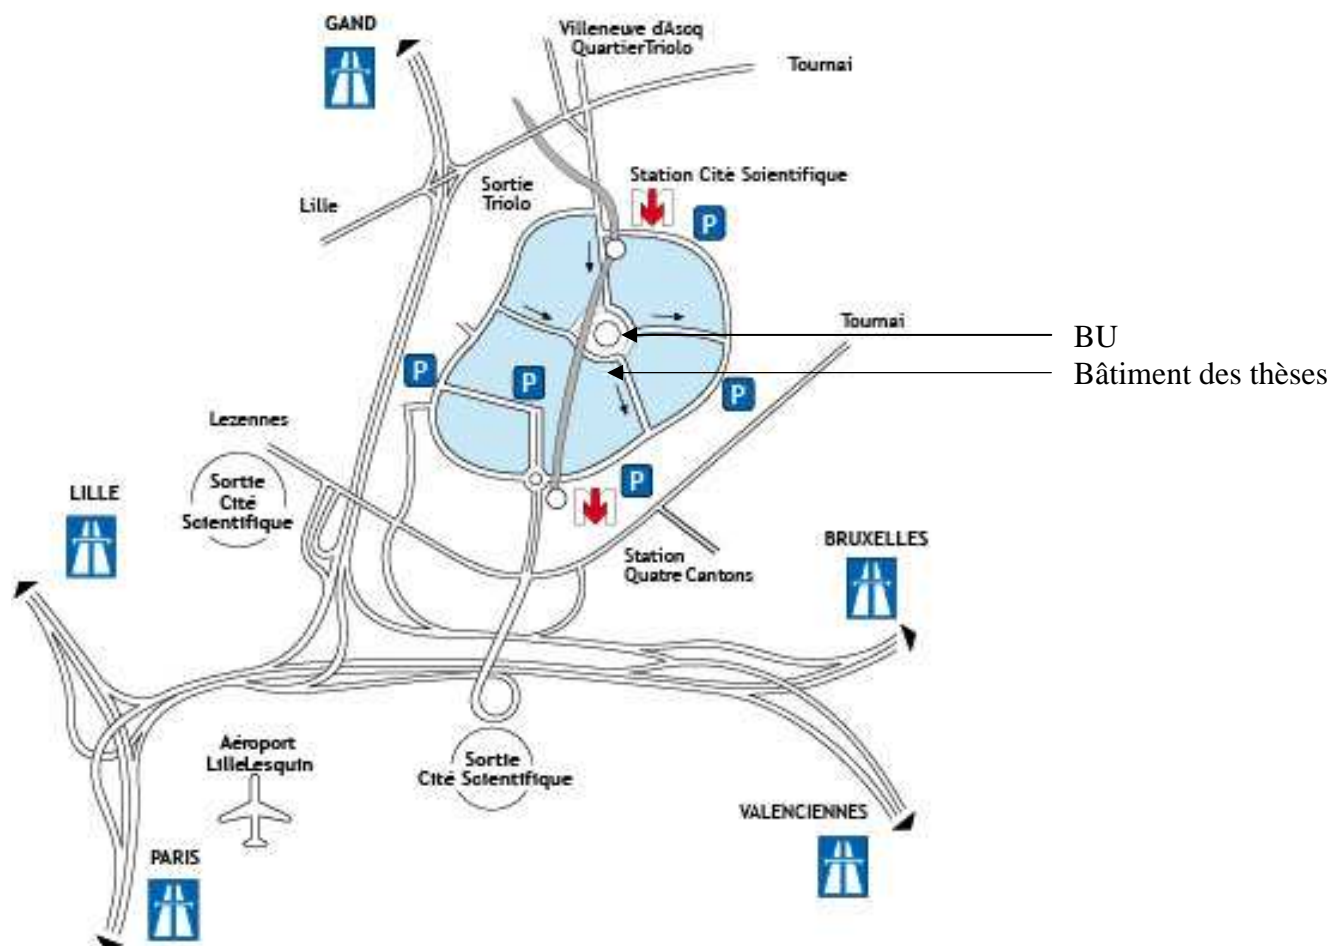 GAND
Villeneuve d'Ascq
QuartierTriolo
Tournai
Station Cité Scientifique
Sortie
Triolo
P
Lille
Tournai
BU
Bâtiment des thèses
P
P
P
Lezennes
P
LILLE
Sortie
Cité
Scientifique
BRUXELLES
Station
Quatre Cantons
Aéroport
LilleLesquin
Sortie
Cité Scientifique
VALENCIENNES
PARIS